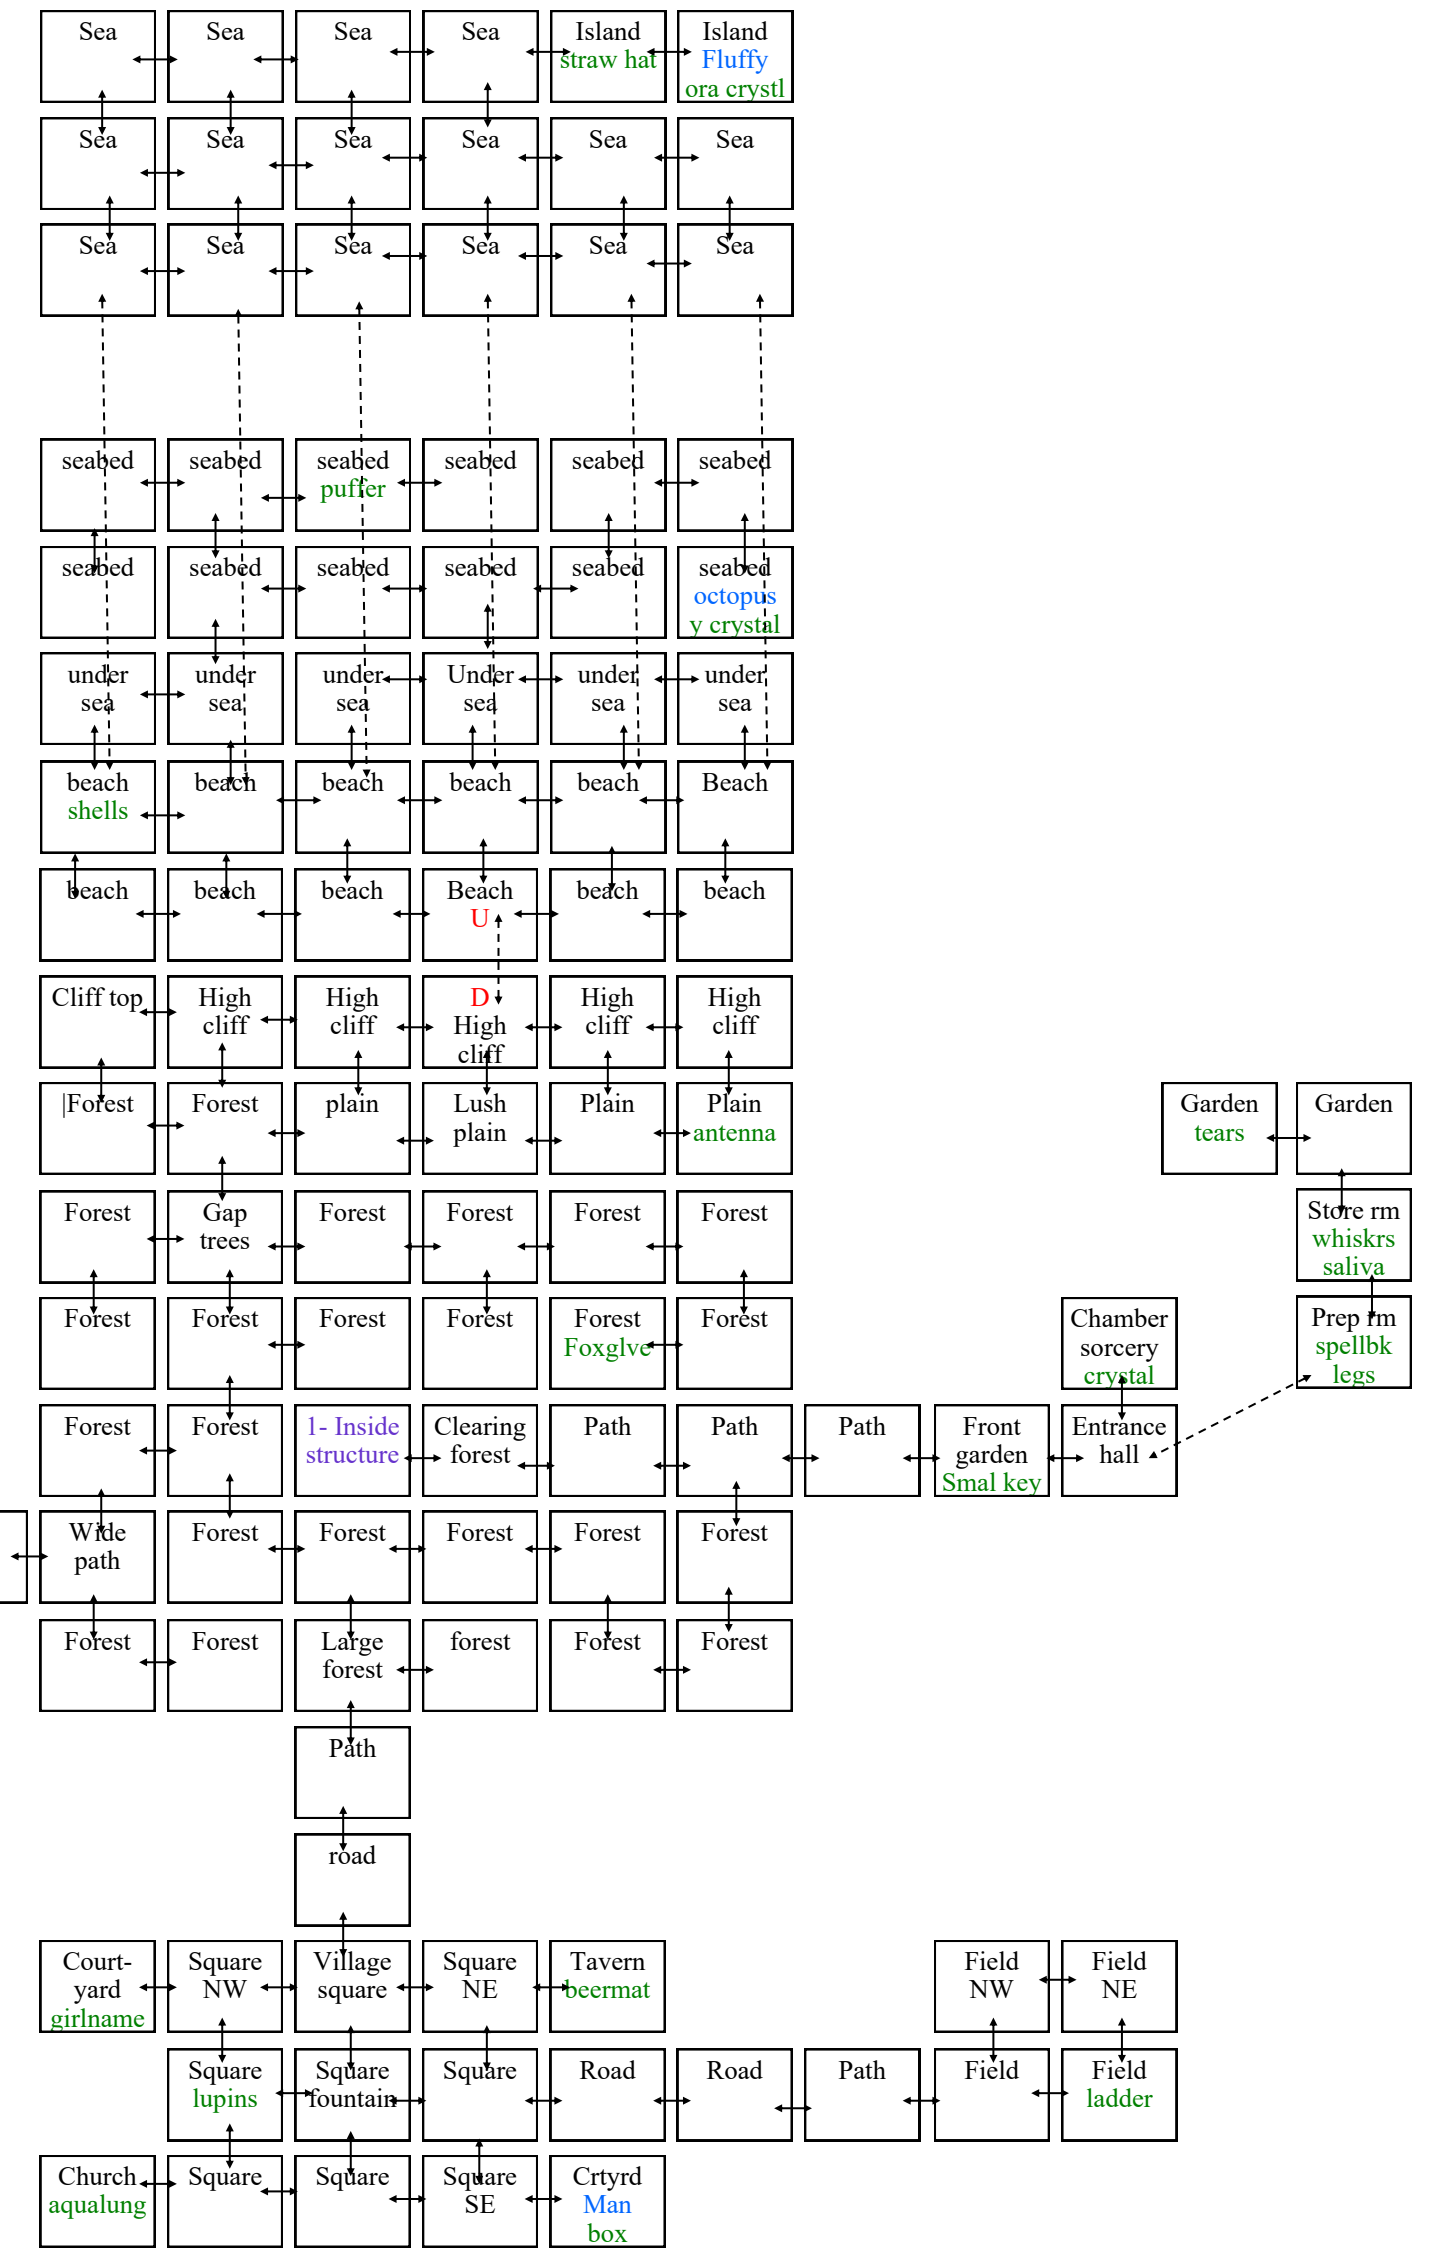 Sea
Sea
Sea
Sea
Island
straw hat
Island
Fluffy
ora crystl
Sea
Sea
Sea
Sea
Sea
Sea
Sea
Sea
Sea
Sea
Sea
Sea
seabed
seabed
seabed
puffer
seabed
seabed
seabed
seabed
seabed
seabed
seabed
seabed
seabed
octopus
y crystal
under
sea
under
sea
under
sea
Under
sea
under
sea
under
sea
beach
shells
beach
beach
beach
beach
Beach
beach
beach
beach
Beach
U
beach
beach
Cliff top
High
cliff
High
cliff
D
High
cliff
High
cliff
High
cliff
|Forest
Forest
plain
Lush
plain
Plain
Plain
antenna
Garden
tears
Garden
Forest
Gap
trees
Forest
Forest
Forest
Forest
Store rm
whiskrs
saliva
Forest
Forest
Forest
Forest
Forest
Foxglve
Forest
Chamber
sorcery
crystal
Prep rm
spellbk
legs
Forest
Forest
1- Inside
structure
Clearing
forest
Path
Path
Path
Front
garden
Smal key
Entrance
hall
Wide
path
Forest
Forest
Forest
Forest
Forest
Forest
Forest
Large
forest
forest
Forest
Forest
Path
road
Court-
yard
girlname
Square
NW
Village
square
Square
NE
Tavern
beermat
Field
NW
Field
NE
Square
lupins
Square
fountain
Square
Road
Road
Path
Field
Field
ladder
Church
aqualung
Square
Square
Square
SE
Crtyrd
Man
box